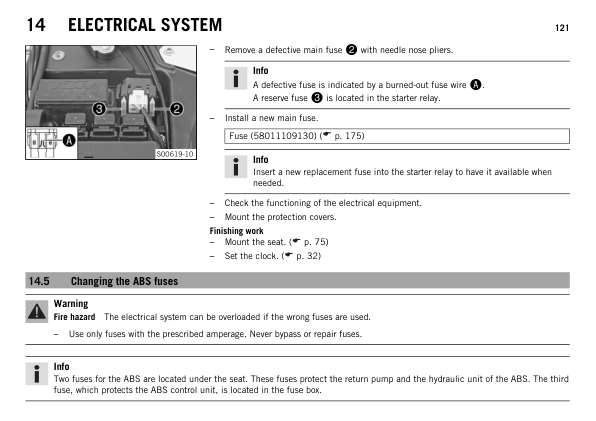 14 ELECTRICAL SYSTEM 121
3 2
A
S00619-10
– Remove a defective main fuse 2 with needle nose pliers.
Info
A defective fuse is indicated by a burned-out fuse wire A.
A reserve fuse 3 is located in the starter relay.
– Install a new main fuse.
Fuse (58011109130) (☛ p. 175)
Info
Insert a new replacement fuse into the starter relay to have it available when
needed.
– Check the functioning of the electrical equipment.
– Mount the protection covers.
Finishing work
– Mount the seat. (☛ p. 75)
– Set the clock. (☛ p. 32)
14.5 Changing the ABS fuses
Warning
Fire hazard The electrical system can be overloaded if the wrong fuses are used.
– Use only fuses with the prescribed amperage. Never bypass or repair fuses.
Info
Two fuses for the ABS are located under the seat. These fuses protect the return pump and the hydraulic unit of the ABS. The third
fuse, which protects the ABS control unit, is located in the fuse box.